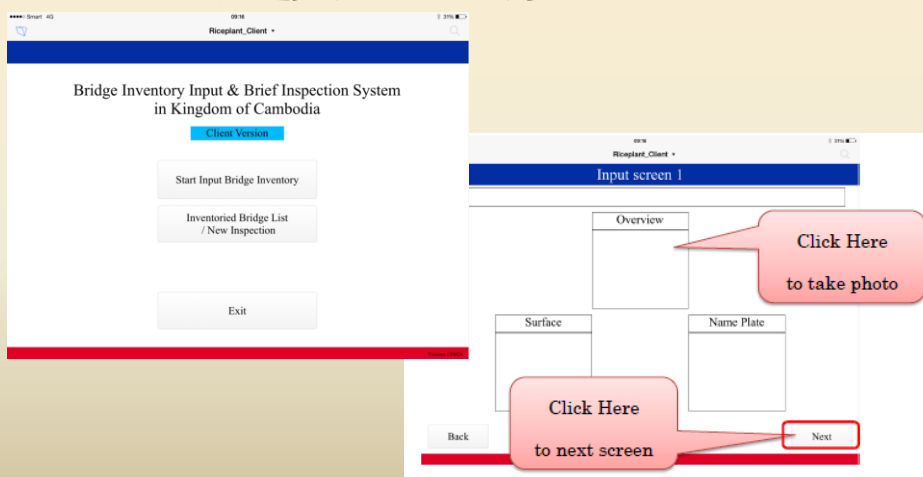 Smart 4G
09:16
31%
Riceplant_Client
Bridge Inventory Input & Brief Inspection System
in Kingdom of Cambodia
Client Version
Start Input Bridge Inventory
Inventoried Bridge List
/ New Inspection
Exit
09:16
31%
Riceplant_Client
Input screen 1
Overview
Click Here
to take photo
Surface
Name Plate
Click Here
to next screen
Back
Next